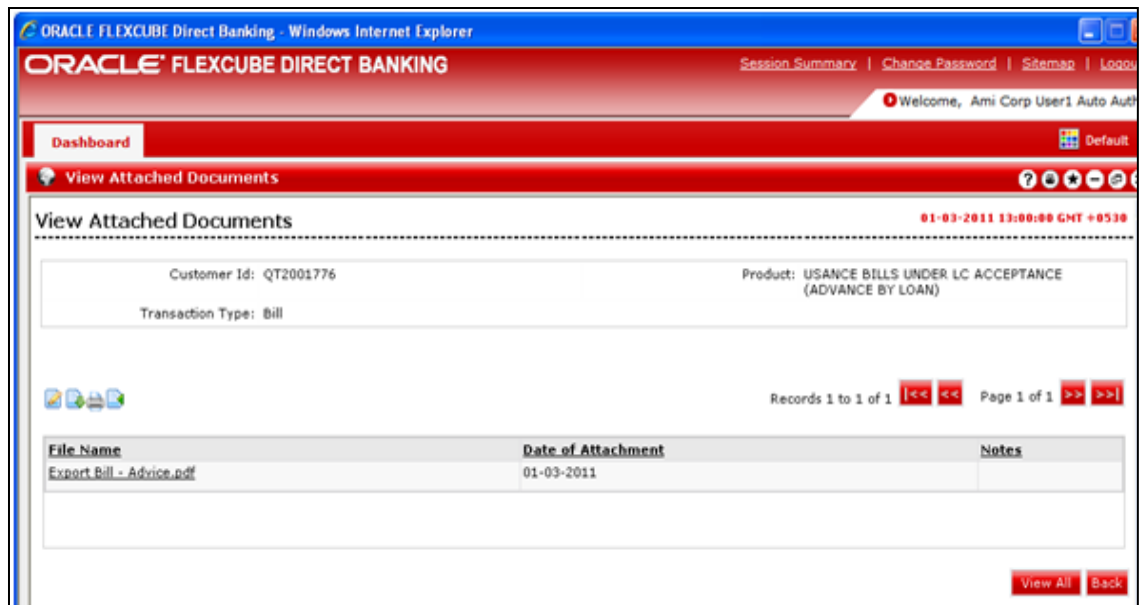 ORACLE FLEXCUBE Direct Banking - Windows Internet Explorer
ORACLE FLEXCUBE DIRECT BANKING
Session Summary | Change Password | Sitemap | Logou
Welcome, Ami Corp User1 Auto Auth
Dashboard
Default
View Attached Documents
View Attached Documents
01-03-2011 13:00:00 GMT +0530
Customer Id: QT2001776
Product: USANCE BILLS UNDER LC ACCEPTANCE
(ADVANCE BY LOAN)
Transaction Type: Bill
Records 1 to 1 of 1 |<< << Page 1 of 1 >> >>|
File Name Date of Attachment Notes
Export Bill - Advice.pdf 01-03-2011
View All Back